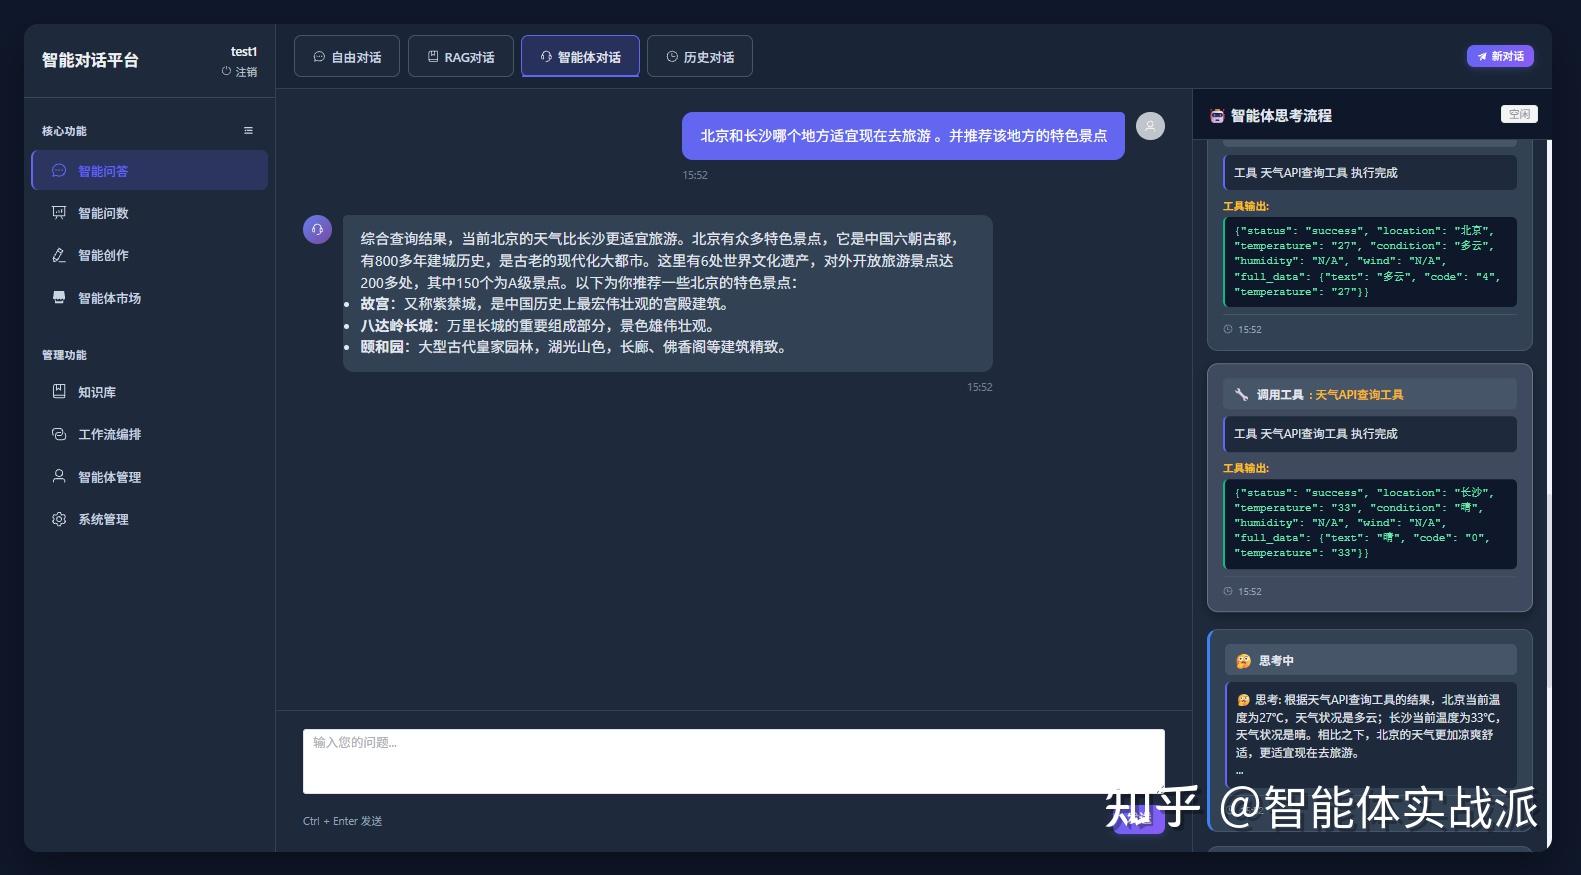 智能对话平台
test1
注销
核心功能
智能问答
智能问数
智能创作
智能体市场
管理功能
知识库
工作流编排
智能体管理
系统管理
自由对话
RAG对话
智能体对话
历史对话
新对话
北京和长沙哪个地方适宜现在去旅游 。并推荐该地方的特色景点
15:52
综合查询结果，当前北京的天气比长沙更适宜旅游。北京有众多特色景点，它是中国六朝古都，
有800多年建城历史，是古老的现代化大都市。这里有6处世界文化遗产，对外开放旅游景点达
200多处，其中150个为A级景点。以下为你推荐一些北京的特色景点：
• 故宫：又称紫禁城，是中国历史上最宏伟壮观的宫殿建筑。
• 八达岭长城：万里长城的重要组成部分，景色雄伟壮观。
• 颐和园：大型古代皇家园林，湖光山色，长廊、佛香阁等建筑精致。
15:52
输入您的问题...
Ctrl + Enter 发送
智能体思考流程
空闲
工具 天气API查询工具 执行完成
工具输出:
{"status": "success", "location": "北京",
"temperature": "27", "condition": "多云",
"humidity": "N/A", "wind": "N/A",
"full_data": {"text": "多云", "code": "4",
"temperature": "27"}}
15:52
调用工具 : 天气API查询工具
工具 天气API查询工具 执行完成
工具输出:
{"status": "success", "location": "长沙",
"temperature": "33", "condition": "晴",
"humidity": "N/A", "wind": "N/A",
"full_data": {"text": "晴", "code": "0",
"temperature": "33"}}
15:52
思考中
思考: 根据天气API查询工具的结果，北京当前温
度为27℃，天气状况是多云；长沙当前温度为33℃，
天气状况是晴。相比之下，北京的天气更加凉爽舒
适，更适宜现在去旅游。
...
知乎 @智能体实战派